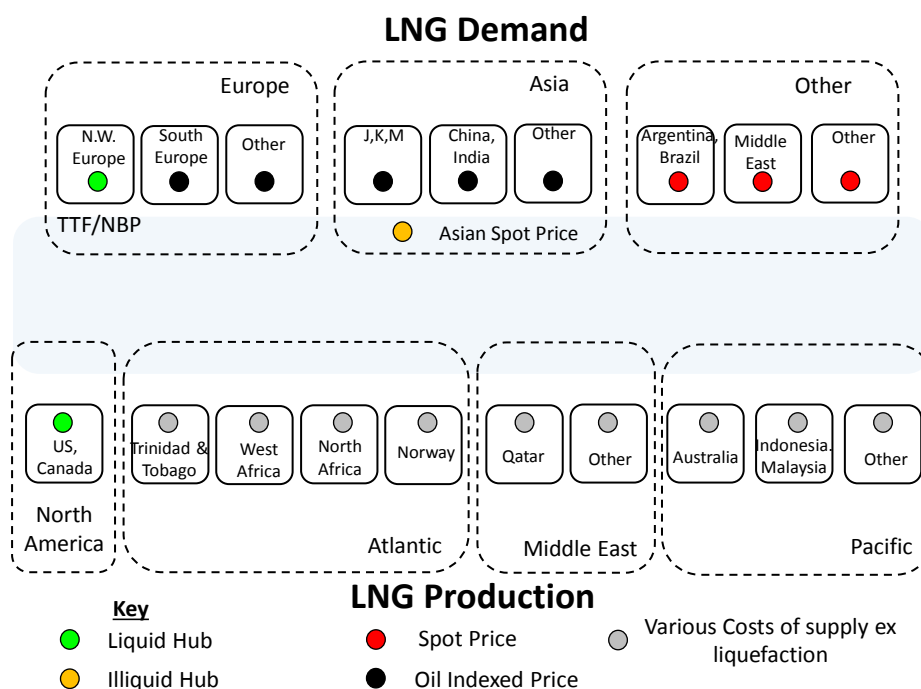 LNG Demand
Europe
Asia
Other
N.W.
Europe
South
Europe
Other
J,K,M
China,
India
Other
Argentina,
Brazil
Middle
East
Other
TTF/NBP
Asian Spot Price
US,
Canada
Trinidad &
Tobago
West
Africa
North
Africa
Norway
Qatar
Other
Australia
Indonesia.
Malaysia
Other
North
America
Atlantic
Middle East
Pacific
LNG Production
Key
Liquid Hub
Spot Price
Various Costs of supply ex
liquefaction
Illiquid Hub
Oil Indexed Price